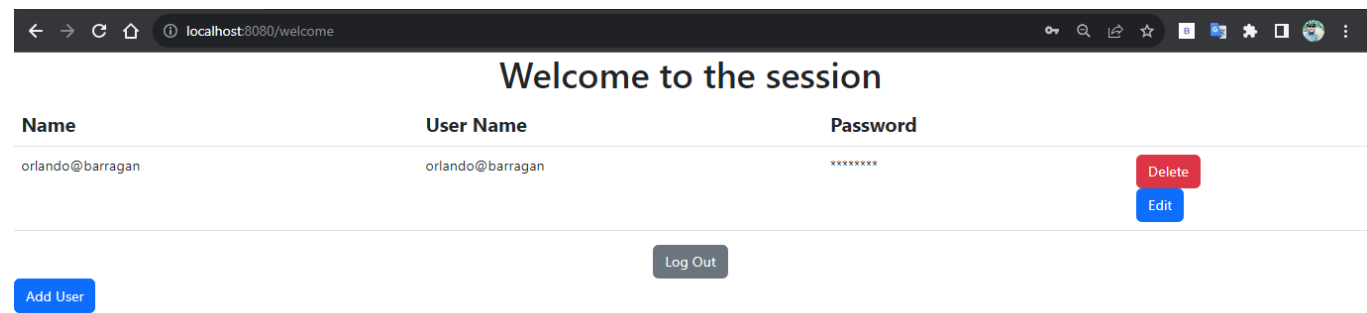 localhost:8080/welcome
B
Welcome to the session
Name User Name Password
orlando@barragan orlando@barragan ********
Delete
Edit
Log Out
Add User